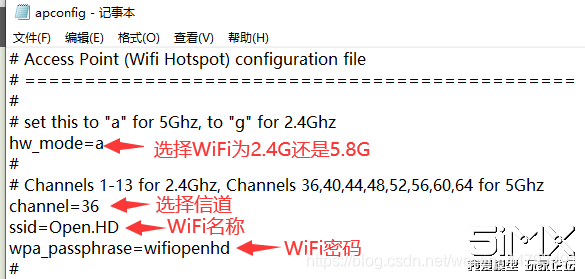 apconfig - 记事本
文件(F) 编辑(E) 格式(O) 查看(V) 帮助(H)
# Access Point (Wifi Hotspot) configuration file
# ================================================
#
# set this to "a" for 5Ghz, to "g" for 2.4Ghz
hw_mode=a 选择WiFi为2.4G还是5.8G
#
# Channels 1-13 for 2.4Ghz, Channels 36,40,44,48,52,56,60,64 for 5Ghz
channel=36 选择信道
ssid=Open.HD WiFi名称
wpa_passphrase=wifiopenhd WiFi密码
#
5iMX
我爱模型 玩家论坛